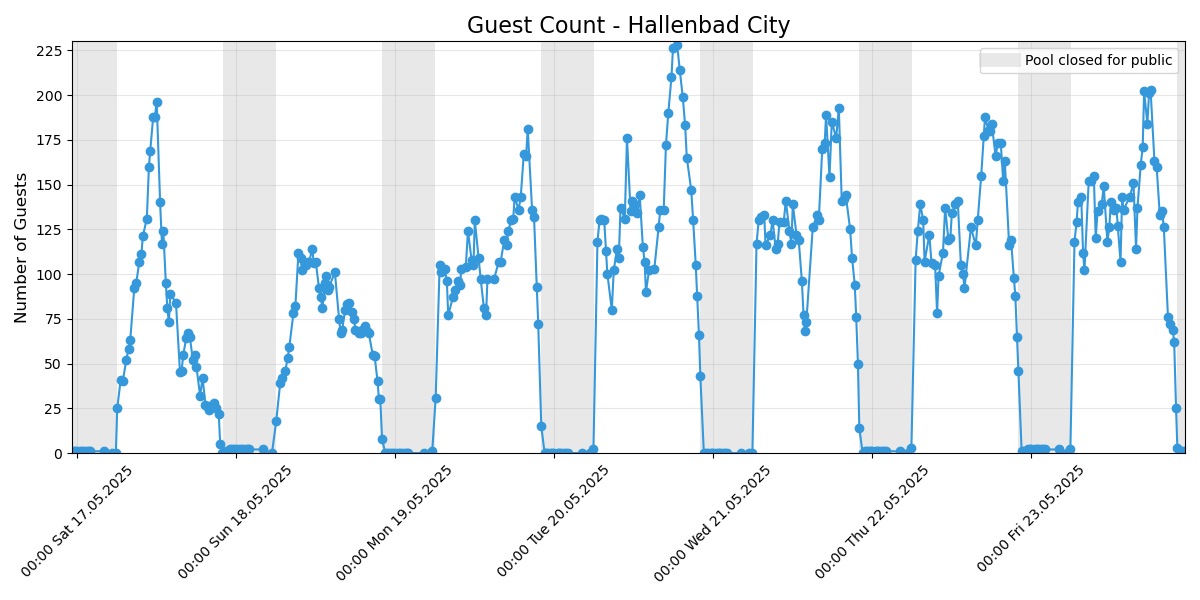 Guest Count - Hallenbad City
Pool closed for public
Number of Guests
225
200
175
150
125
100
75
50
25
0
00:00 Sat 17.05.2025
00:00 Sun 18.05.2025
00:00 Mon 19.05.2025
00:00 Tue 20.05.2025
00:00 Wed 21.05.2025
00:00 Thu 22.05.2025
00:00 Fri 23.05.2025